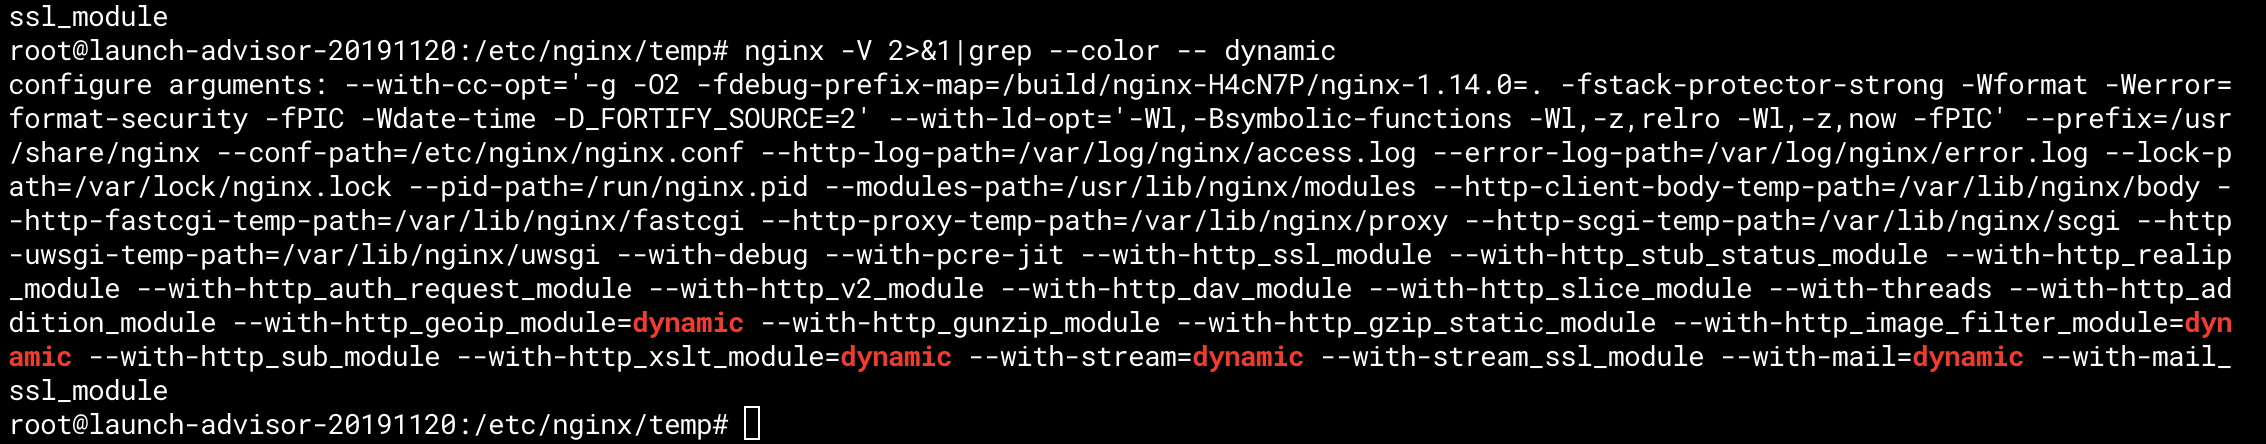 ssl_module
root@launch-advisor-20191120:/etc/nginx/temp# nginx -V 2>&1|grep --color -- dynamic
configure arguments: --with-cc-opt='-g -O2 -fdebug-prefix-map=/build/nginx-H4cN7P/nginx-1.14.0=. -fstack-protector-strong -Wformat -Werror=
format-security -fPIC -Wdate-time -D_FORTIFY_SOURCE=2' --with-ld-opt='-Wl,-Bsymbolic-functions -Wl,-z,relro -Wl,-z,now -fPIC' --prefix=/usr
/share/nginx --conf-path=/etc/nginx/nginx.conf --http-log-path=/var/log/nginx/access.log --error-log-path=/var/log/nginx/error.log --lock-p
ath=/var/lock/nginx.lock --pid-path=/run/nginx.pid --modules-path=/usr/lib/nginx/modules --http-client-body-temp-path=/var/lib/nginx/body -
-http-fastcgi-temp-path=/var/lib/nginx/fastcgi --http-proxy-temp-path=/var/lib/nginx/proxy --http-scgi-temp-path=/var/lib/nginx/scgi --http
-uwsgi-temp-path=/var/lib/nginx/uwsgi --with-debug --with-pcre-jit --with-http_ssl_module --with-http_stub_status_module --with-http_realip
_module --with-http_auth_request_module --with-http_v2_module --with-http_dav_module --with-http_slice_module --with-threads --with-http_ad
dition_module --with-http_geoip_module=dynamic --with-http_gunzip_module --with-http_gzip_static_module --with-http_image_filter_module=dyn
amic --with-http_sub_module --with-http_xslt_module=dynamic --with-stream=dynamic --with-stream_ssl_module --with-mail=dynamic --with-mail_
ssl_module
root@launch-advisor-20191120:/etc/nginx/temp#